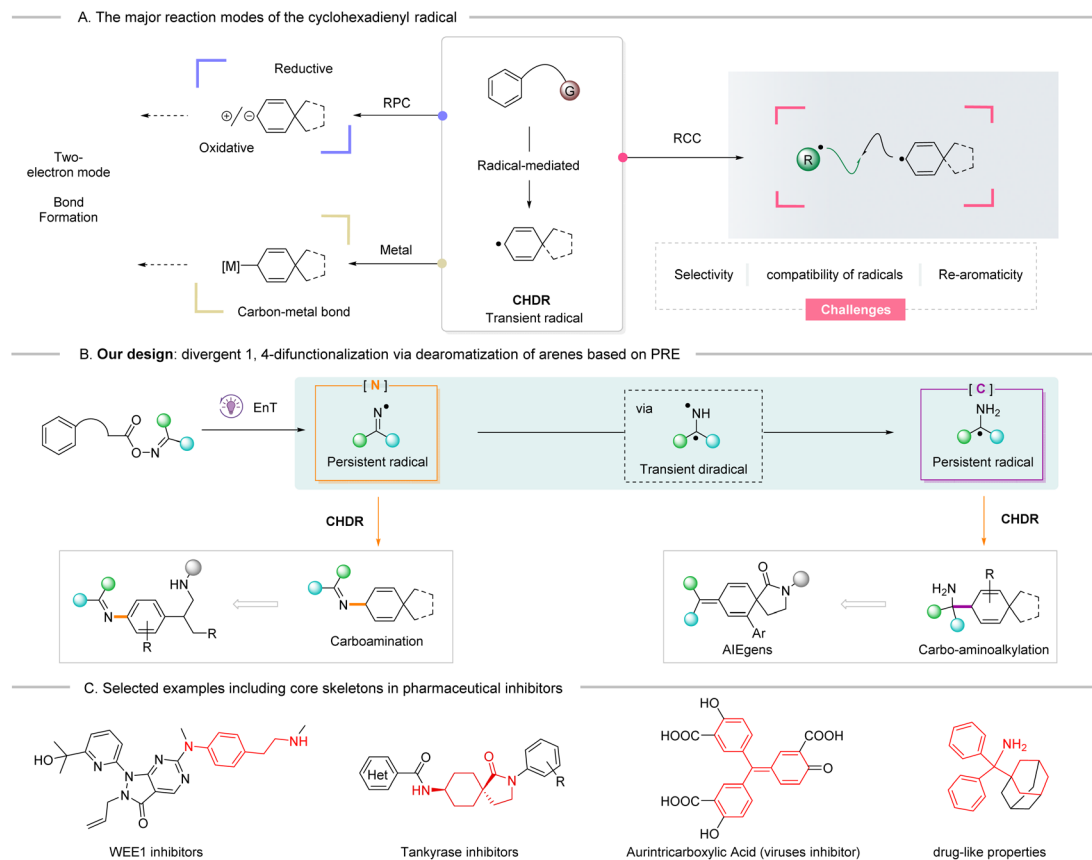 A. The major reaction modes of the cyclohexadienyl radical
Reductive
⊕/⊖
Oxidative
RPC
G
Radical-mediated
CHDR
Transient radical
RCC
R
Two-
electron mode
Bond
Formation
Metal
[M]
Carbon-metal bond
Selectivity
compatibility of radicals
Re-aromaticity
Challenges
B. Our design: divergent 1, 4-difunctionalization via dearomatization of arenes based on PRE
O
O
N
EnT
[ N ]
N
Persistent radical
via
NH
Transient diradical
[ C ]
NH2
Persistent radical
CHDR
CHDR
HN
N
R
R
N
Carboamination
O
N
Ar
AIEgens
H2N
R
Carbo-aminoalkylation
C. Selected examples including core skeletons in pharmaceutical inhibitors
HO
N
N
N
N
N
N
NH
O
WEE1 inhibitors
Het
O
HN
O
N
R
Tankyrase inhibitors
HO
HOOC
COOH
O
HOOC
HO
Aurintricarboxylic Acid (viruses inhibitor)
NH2
drug-like properties